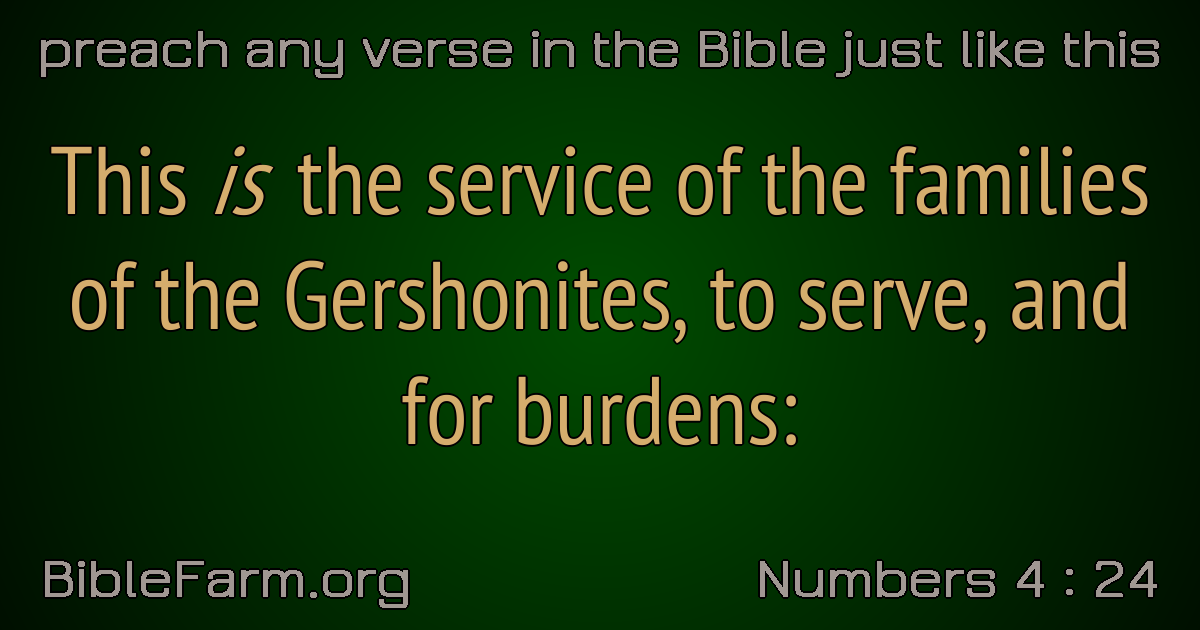 preach any verse in the Bible just like this
This is the service of the families
of the Gershonites, to serve, and
for burdens:
BibleFarm.org
Numbers 4 : 24